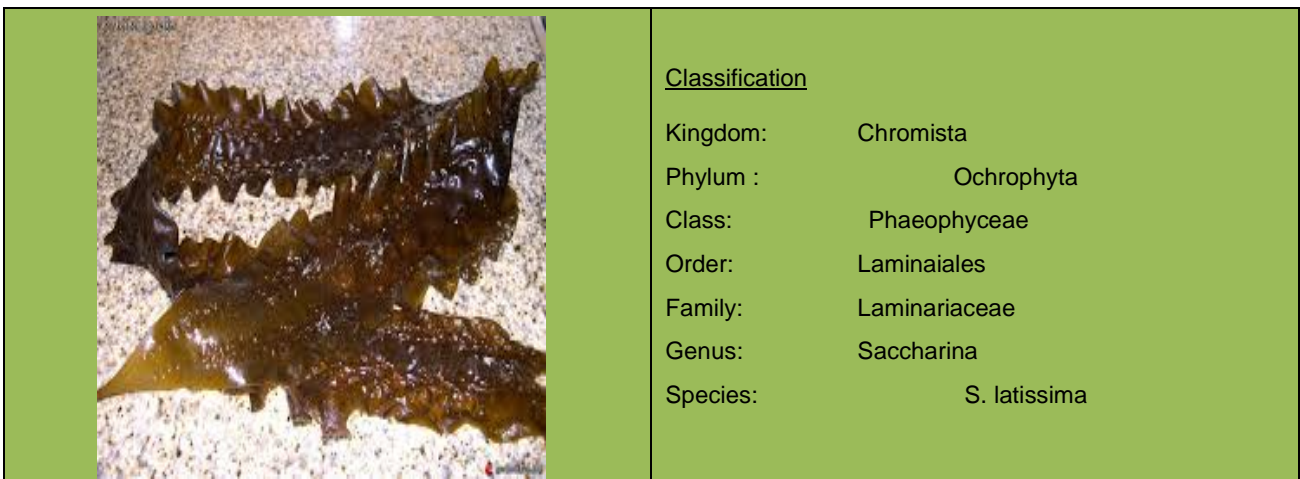 Classification
Kingdom: Chromista
Phylum : Ochrophyta
Class: Phaeophyceae
Order: Laminaiales
Family: Laminariaceae
Genus: Saccharina
Species: S. latissima